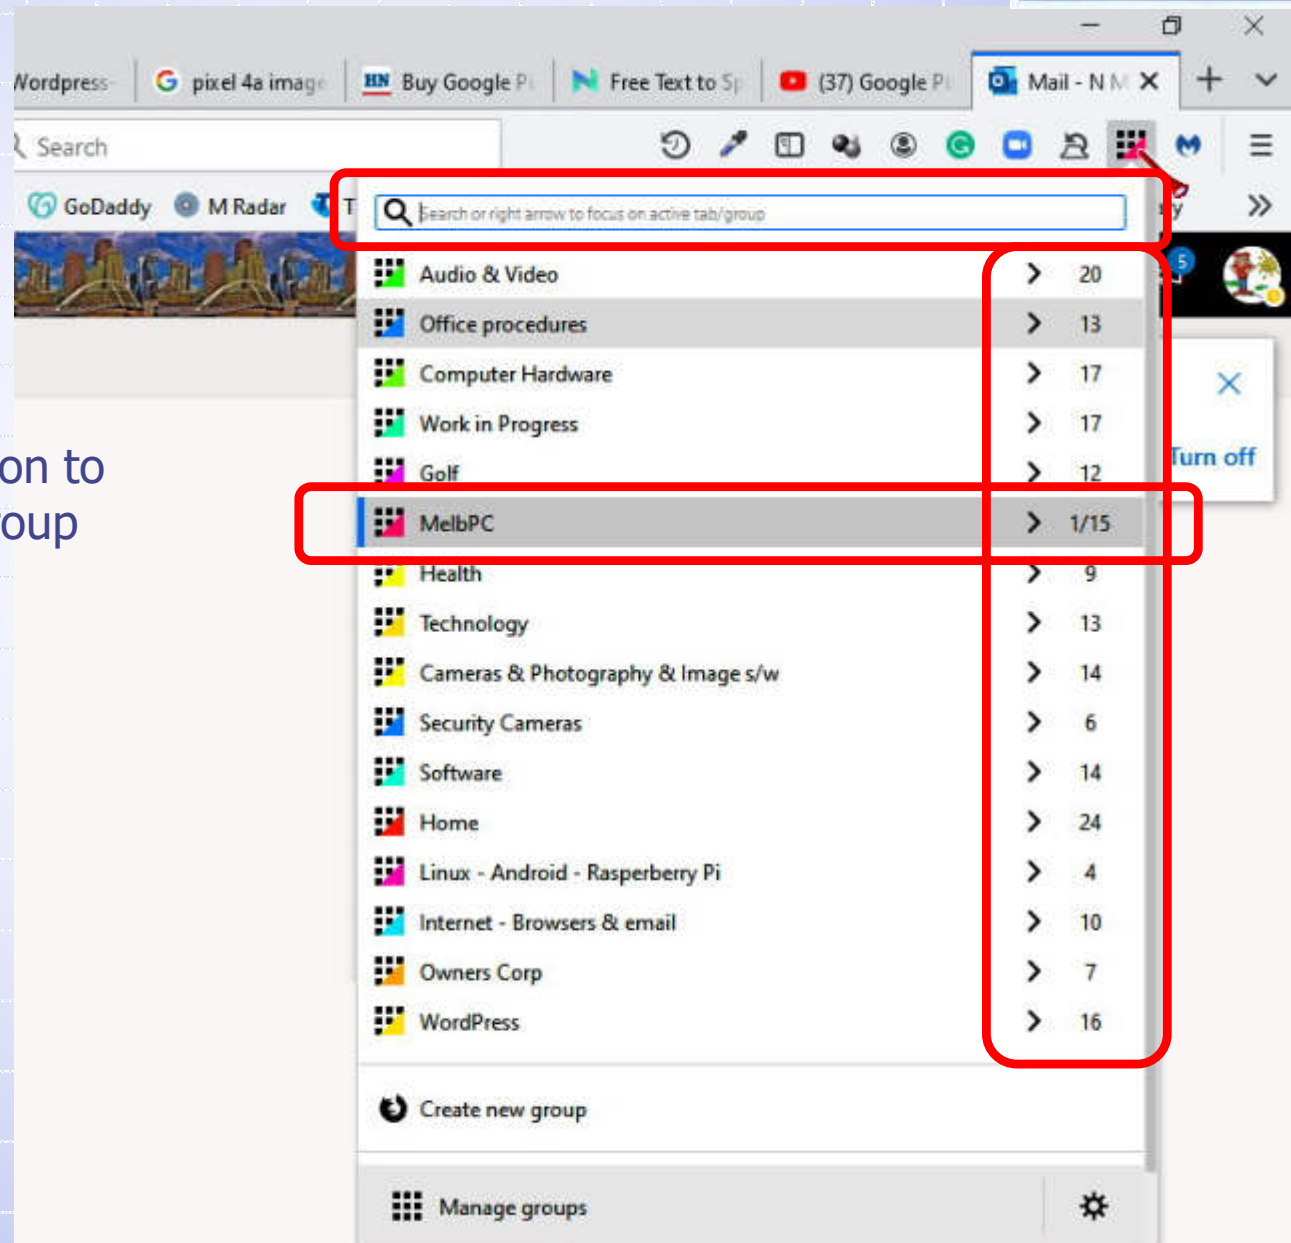 Wordpress-
pixel 4a image
HN Buy Google P
Free Text to Sp
(37) Google Pi
Mail - N M
Search
GoDaddy
M Radar
T
Search or right arrow to focus on active tab/group
Audio & Video 20
Office procedures 13
Computer Hardware 17
Work in Progress 17
Golf 12
MelbPC 1/15
Health 9
Technology 13
Cameras & Photography & Image s/w 14
Security Cameras 6
Software 14
Home 24
Linux - Android - Rasperberry Pi 4
Internet - Browsers & email 10
Owners Corp 7
WordPress 16
Create new group
Manage groups
5
Turn off
on to
roup